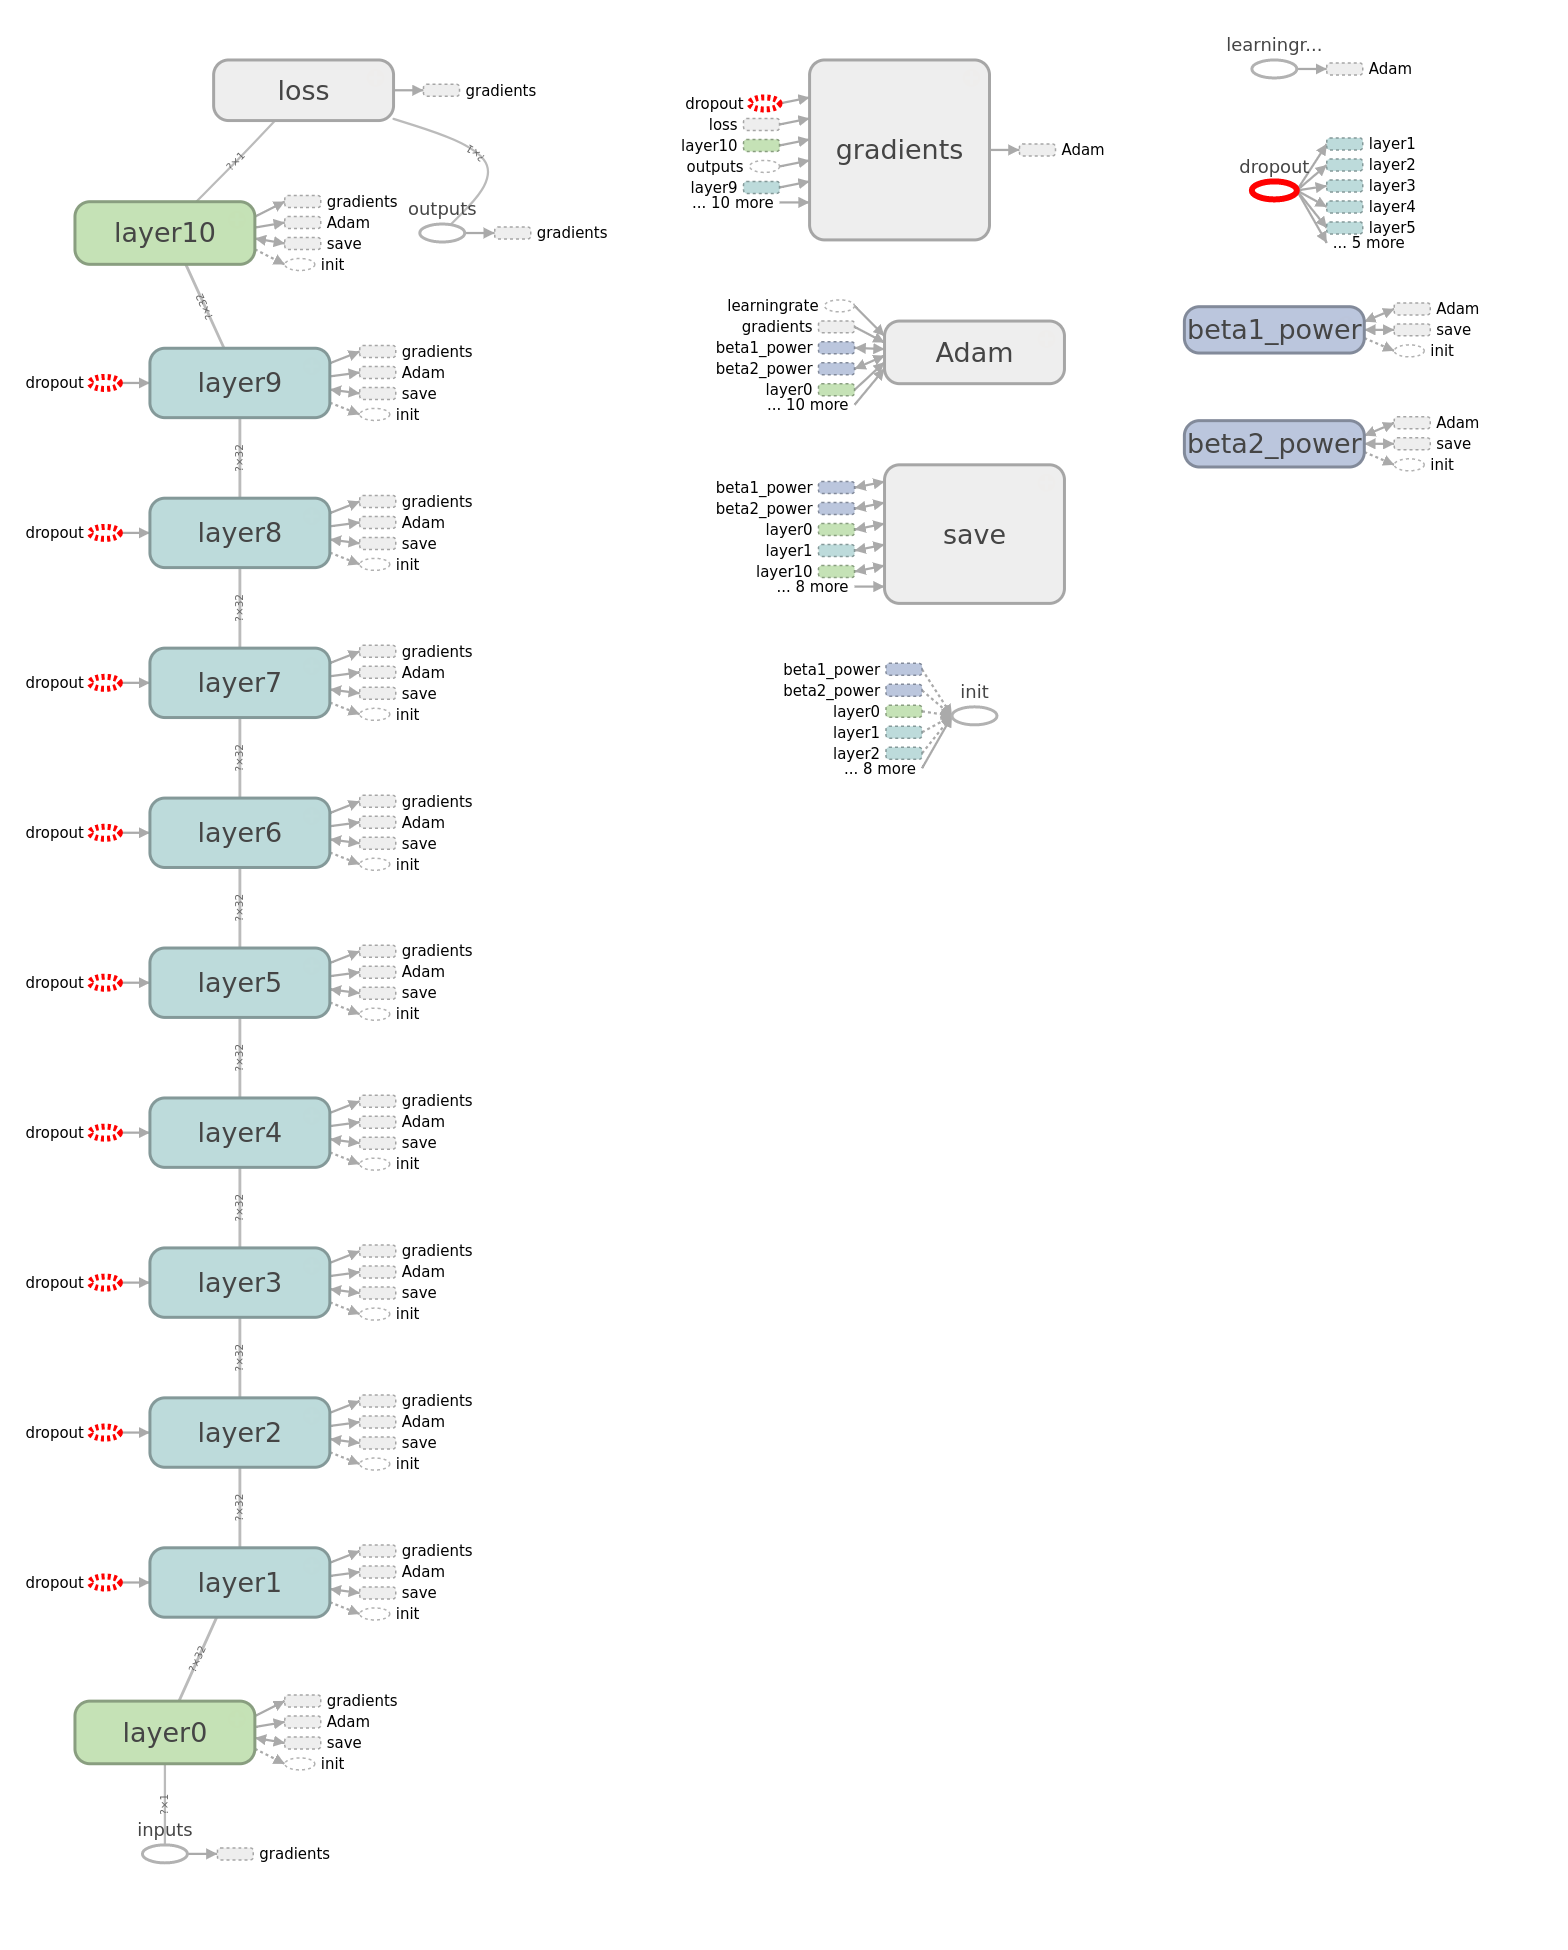 loss
gradients
?×1
?×1
layer10
gradients
Adam
save
init
outputs
gradients
?×32
dropout
layer9
gradients
Adam
save
init
?×32
dropout
layer8
gradients
Adam
save
init
?×32
dropout
layer7
gradients
Adam
save
init
?×32
dropout
layer6
gradients
Adam
save
init
?×32
dropout
layer5
gradients
Adam
save
init
?×32
dropout
layer4
gradients
Adam
save
init
?×32
dropout
layer3
gradients
Adam
save
init
?×32
dropout
layer2
gradients
Adam
save
init
?×32
dropout
layer1
gradients
Adam
save
init
?×32
layer0
gradients
Adam
save
init
?×1
inputs
gradients
dropout
loss
layer10
outputs
layer9
... 10 more
gradients
Adam
learningrate
gradients
beta1_power
beta2_power
layer0
... 10 more
Adam
beta1_power
beta2_power
layer0
layer1
layer10
... 8 more
save
beta1_power
beta2_power
layer0
layer1
layer2
... 8 more
init
learningr...
Adam
dropout
layer1
layer2
layer3
layer4
layer5
... 5 more
beta1_power
Adam
save
init
beta2_power
Adam
save
init